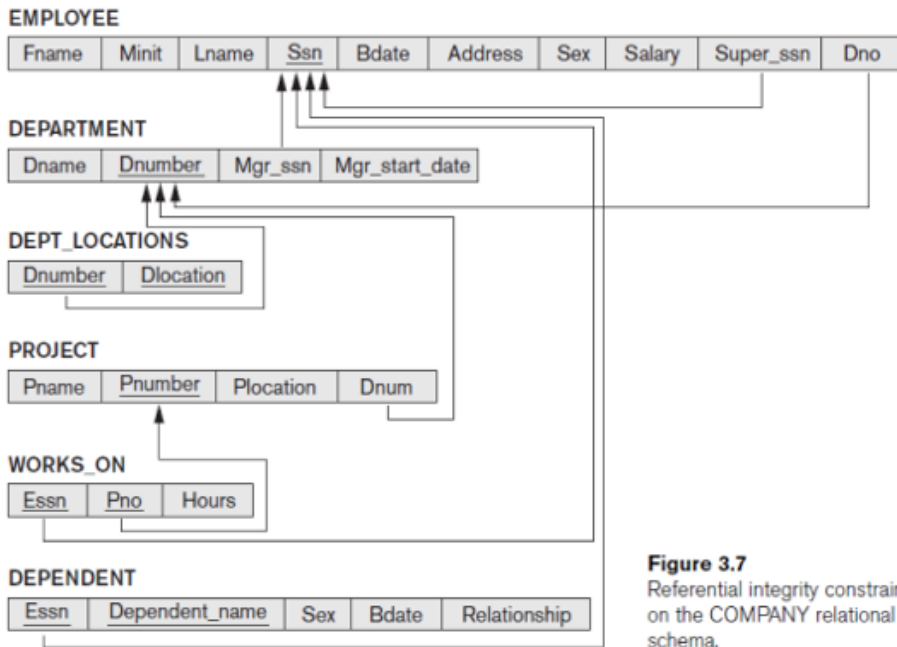 EMPLOYEE
Fname Minit Lname Ssn Bdate Address Sex Salary Super_ssn Dno
DEPARTMENT
Dname Dnumber Mgr_ssn Mgr_start_date
DEPT_LOCATIONS
Dnumber Dlocation
PROJECT
Pname Pnumber Plocation Dnum
WORKS_ON
Essn Pno Hours
DEPENDENT
Essn Dependent_name Sex Bdate Relationship
Figure 3.7
Referential integrity constrain
on the COMPANY relational
schema.